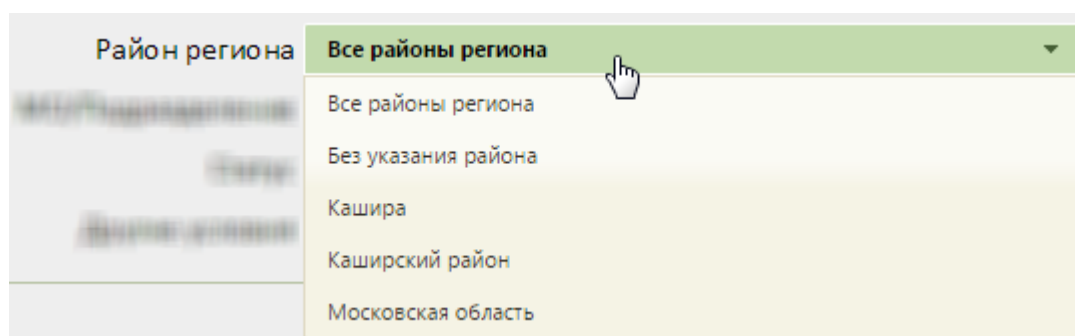 Район региона Все районы региона
Все районы региона
Без указания района
Кашира
Каширский район
Московская область